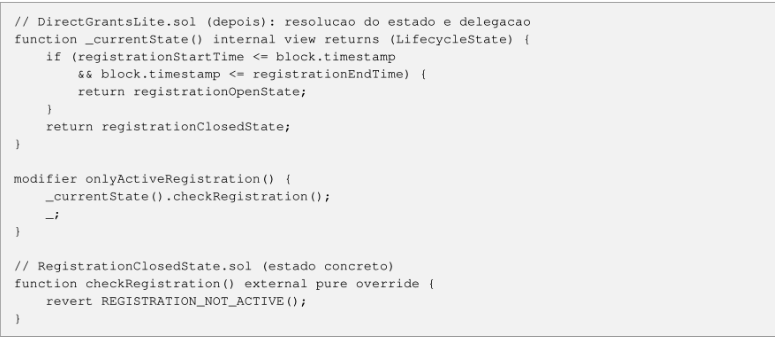 // DirectGrantsLite.sol (depois): resolucao do estado e delegacao
function _currentState() internal view returns (LifecycleState) {
    if (registrationStartTime <= block.timestamp
        && block.timestamp <= registrationEndTime) {
        return registrationOpenState;
    }
    return registrationClosedState;
}

modifier onlyActiveRegistration() {
    _currentState().checkRegistration();
    _;
}

// RegistrationClosedState.sol (estado concreto)
function checkRegistration() external pure override {
    revert REGISTRATION_NOT_ACTIVE();
}